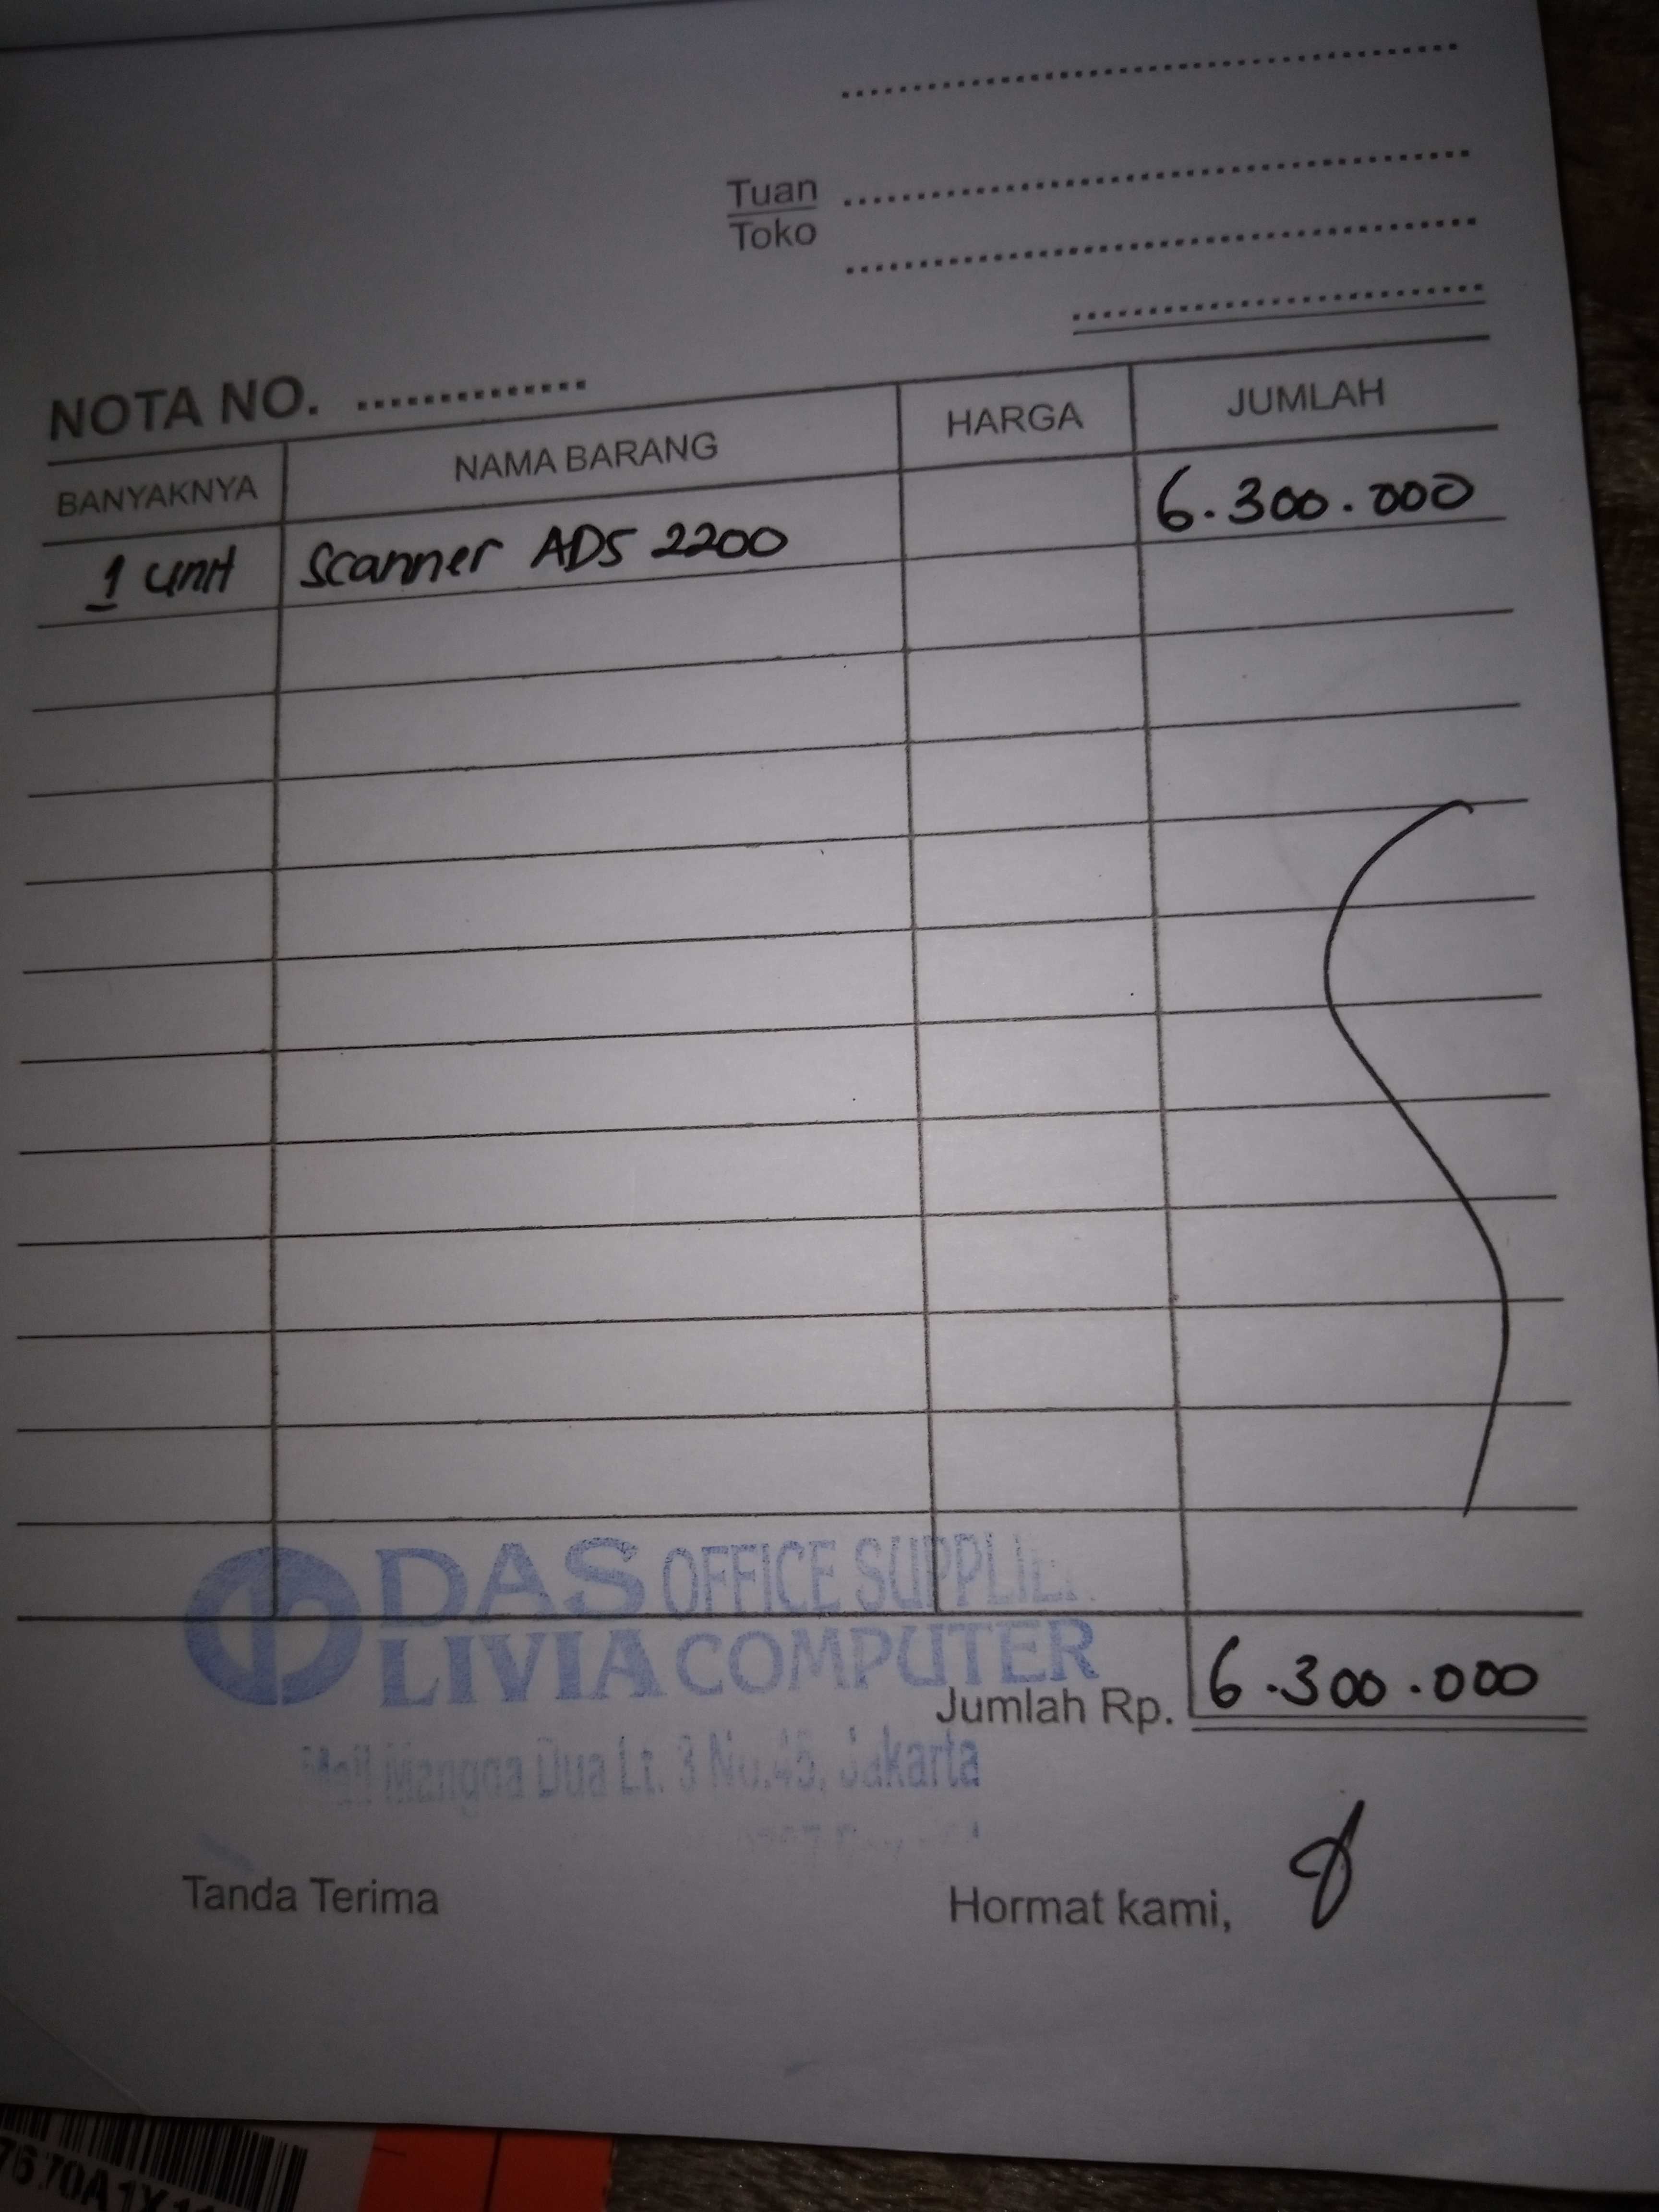 Tuan
Toko
NOTA NO. ................
BANYAKNYA NAMA BARANG HARGA JUMLAH
1 unit Scanner ADS 2200 6.300.000
DAS OFFICE
LIVIA COMPUTER
Jumlah Rp. 6.300.000
Mall Mangga Dua Lt. 3 No.45, Jakarta
Tanda Terima Hormat kami,